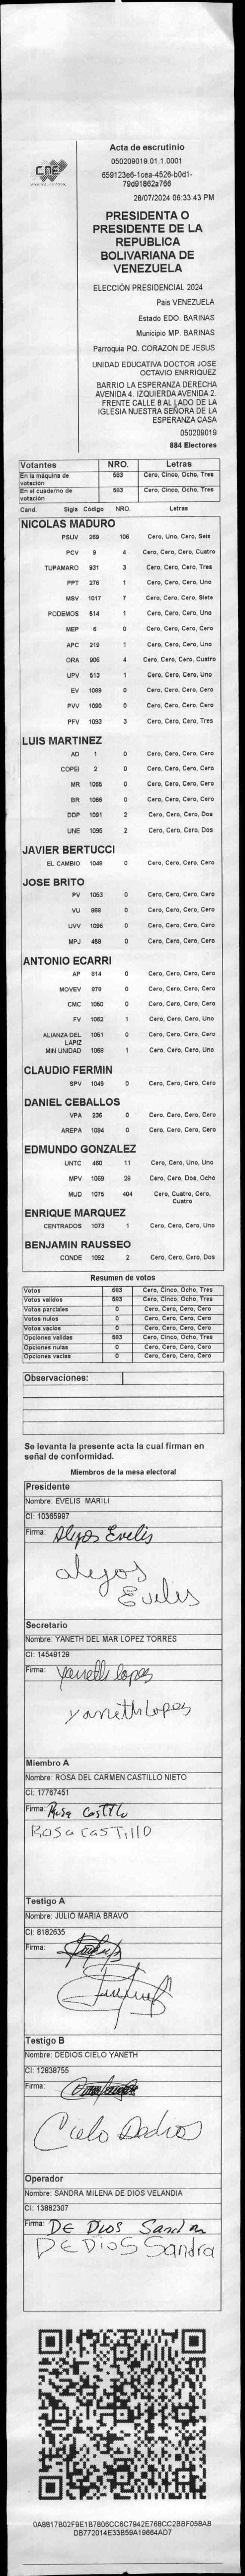 CNE
Acta de escrutinio
050209019.01.1.0001
659123e6-1cea-4526-b0d1-
79d91862a766
28/07/2024 06:33:43 PM
PRESIDENTA O
PRESIDENTE DE LA
REPUBLICA
BOLIVARIANA DE
VENEZUELA
ELECCIÓN PRESIDENCIAL 2024
Pais VENEZUELA
Estado EDO. BARINAS
Municipio MP. BARINAS
Parroquia PQ. CORAZON DE JESUS
UNIDAD EDUCATIVA DOCTOR JOSE
OCTAVIO ENRRIQUEZ
BARRIO LA ESPERANZA DERECHA
AVENIDA 4. IZQUIERDA AVENIDA 2.
FRENTE CALLE 8 AL LADO DE LA
IGLESIA NUESTRA SEÑORA DE LA
ESPERANZA CASA
050209019
884 Electores
Votantes NRO. Letras
En la máquina de votación 583 Cero, Cinco, Ocho, Tres
En el cuaderno de votación 583 Cero, Cinco, Ocho, Tres
Cand. Sigla Código NRO. Letras
NICOLAS MADURO
PSUV 269 106 Cero, Uno, Cero, Seis
PCV 9 4 Cero, Cero, Cero, Cuatro
TUPAMARO 931 3 Cero, Cero, Cero, Tres
PPT 276 1 Cero, Cero, Cero, Uno
MSV 1017 7 Cero, Cero, Cero, Siete
PODEMOS 514 1 Cero, Cero, Cero, Uno
MEP 6 0 Cero, Cero, Cero, Cero
APC 219 1 Cero, Cero, Cero, Uno
ORA 906 4 Cero, Cero, Cero, Cuatro
UPV 513 1 Cero, Cero, Cero, Uno
EV 1089 0 Cero, Cero, Cero, Cero
PVV 1090 0 Cero, Cero, Cero, Cero
PFV 1093 3 Cero, Cero, Cero, Tres
LUIS MARTINEZ
AD 1 0 Cero, Cero, Cero, Cero
COPEI 2 0 Cero, Cero, Cero, Cero
MR 1065 0 Cero, Cero, Cero, Cero
BR 1066 0 Cero, Cero, Cero, Cero
DDP 1091 2 Cero, Cero, Cero, Dos
UNE 1095 2 Cero, Cero, Cero, Dos
JAVIER BERTUCCI
EL CAMBIO 1048 0 Cero, Cero, Cero, Cero
JOSE BRITO
PV 1053 0 Cero, Cero, Cero, Cero
VU 868 0 Cero, Cero, Cero, Cero
UVV 1096 0 Cero, Cero, Cero, Cero
MPJ 458 0 Cero, Cero, Cero, Cero
ANTONIO ECARRI
AP 814 0 Cero, Cero, Cero, Cero
MOVEV 878 0 Cero, Cero, Cero, Cero
CMC 1050 0 Cero, Cero, Cero, Cero
FV 1062 1 Cero, Cero, Cero, Uno
ALIANZA DEL LAPIZ 1051 0 Cero, Cero, Cero, Cero
MIN UNIDAD 1068 1 Cero, Cero, Cero, Uno
CLAUDIO FERMIN
SPV 1049 0 Cero, Cero, Cero, Cero
DANIEL CEBALLOS
VPA 236 0 Cero, Cero, Cero, Cero
AREPA 1094 0 Cero, Cero, Cero, Cero
EDMUNDO GONZALEZ
UNTC 460 11 Cero, Cero, Uno, Uno
MPV 1069 28 Cero, Cero, Dos, Ocho
MUD 1075 404 Cero, Cuatro, Cero,
Cuatro
ENRIQUE MARQUEZ
CENTRADOS 1073 1 Cero, Cero, Cero, Uno
BENJAMIN RAUSSEO
CONDE 1092 2 Cero, Cero, Cero, Dos
Resumen de votos
Votos 583 Cero, Cinco, Ocho, Tres
Votos validos 583 Cero, Cinco, Ocho, Tres
Votos parciales 0 Cero, Cero, Cero, Cero
Votos nulos 0 Cero, Cero, Cero, Cero
Votos vacios 0 Cero, Cero, Cero, Cero
Opciones validas 583 Cero, Cinco, Ocho, Tres
Opciones nulas 0 Cero, Cero, Cero, Cero
Opciones vacias 0 Cero, Cero, Cero, Cero
Observaciones:
Se levanta la presente acta la cual firman en
señal de conformidad.
Miembros de la mesa electoral
Presidente
Nombre: EVELIS MARILI
CI: 10365997
Firma: Alejos Evelis
alejos
Evelis
Secretario
Nombre: YANETH DEL MAR LOPEZ TORRES
CI: 14549129
Firma: Yaneth lopes
yaneth lopes
Miembro A
Nombre: ROSA DEL CARMEN CASTILLO NIETO
CI: 17767451
Firma: Rosa Castillo
Rosa CasTillo
Testigo A
Nombre: JULIO MARIA BRAVO
CI: 8182635
Firma:
Testigo B
Nombre: DEDIOS CIELO YANETH
CI: 12838755
Firma:
Cielo Dedios
Operador
Nombre: SANDRA MILENA DE DIOS VELANDIA
CI: 13882307
Firma: DE DIOS Sandra
DE DIOS Sandra
0A8817B02F9E1B7806CC6C7942E768CC2BBF058AB
DB772014E33B59A19864AD7